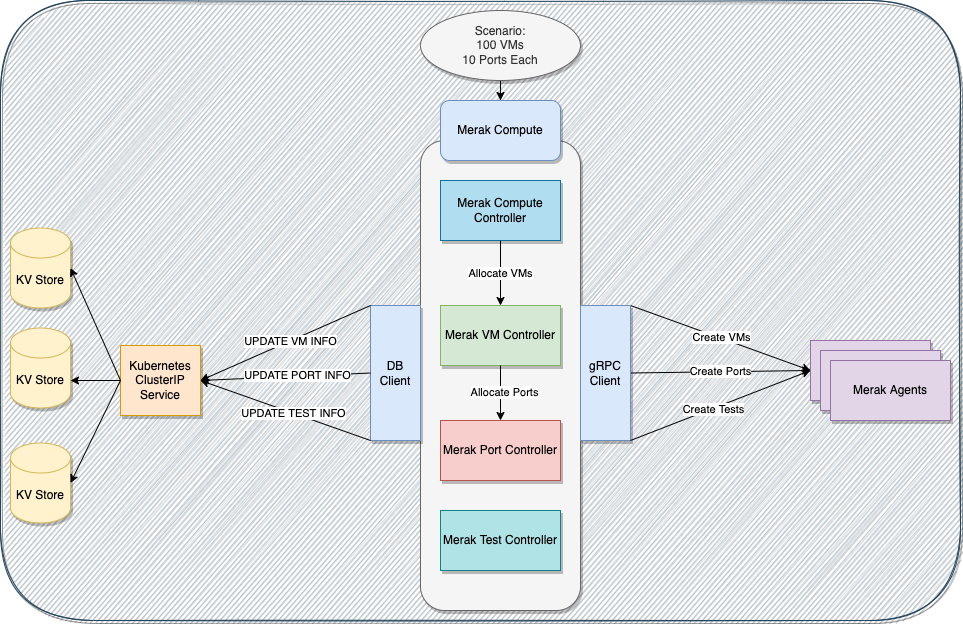 Scenario:
100 VMs
10 Ports Each
Merak Compute
Merak Compute
Controller
Allocate VMs
Merak VM Controller
Allocate Ports
Merak Port Controller
Merak Test Controller
DB
Client
gRPC
Client
UPDATE VM INFO
UPDATE PORT INFO
UPDATE TEST INFO
Kubernetes
ClusterIP
Service
KV Store
KV Store
KV Store
Create VMs
Create Ports
Create Tests
Merak Agents